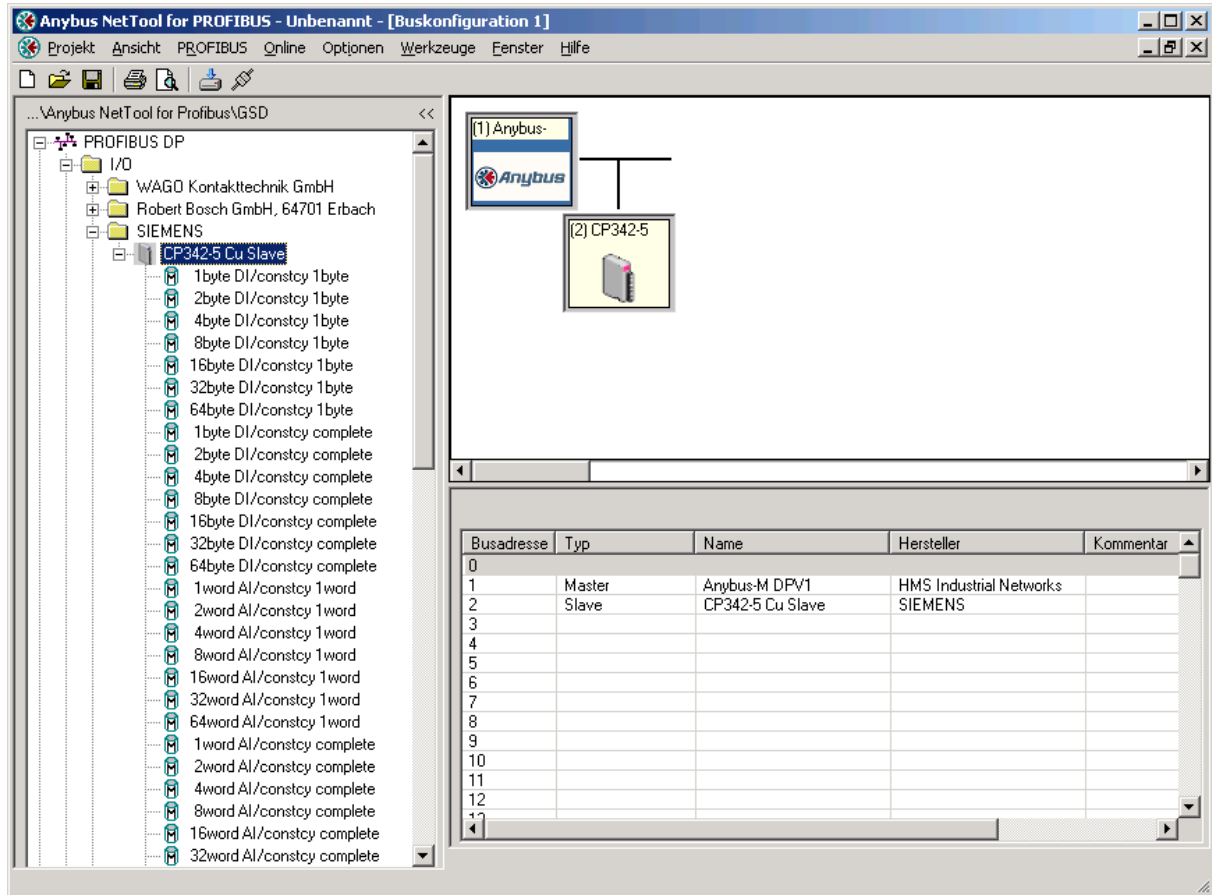 Anybus NetTool for PROFIBUS - Unbenannt - [Buskonfiguration 1]
Projekt Ansicht PROFIBUS Online Optionen Werkzeuge Fenster Hilfe
...\Anybus NetTool for Profibus\GSD <<
PROFIBUS DP
I/O
WAGO Kontakttechnik GmbH
Robert Bosch GmbH, 64701 Erbach
SIEMENS
CP342-5 Cu Slave
1byte DI/constcy 1byte
2byte DI/constcy 1byte
4byte DI/constcy 1byte
8byte DI/constcy 1byte
16byte DI/constcy 1byte
32byte DI/constcy 1byte
64byte DI/constcy 1byte
1byte DI/constcy complete
2byte DI/constcy complete
4byte DI/constcy complete
8byte DI/constcy complete
16byte DI/constcy complete
32byte DI/constcy complete
64byte DI/constcy complete
1word AI/constcy 1word
2word AI/constcy 1word
4word AI/constcy 1word
8word AI/constcy 1word
16word AI/constcy 1word
32word AI/constcy 1word
64word AI/constcy 1word
1word AI/constcy complete
2word AI/constcy complete
4word AI/constcy complete
8word AI/constcy complete
16word AI/constcy complete
32word AI/constcy complete
(1) Anybus-
Anybus
(2) CP342-5
Busadresse Typ Name Hersteller Kommentar
0
1 Master Anybus-M DPV1 HMS Industrial Networks
2 Slave CP342-5 Cu Slave SIEMENS
3
4
5
6
7
8
9
10
11
12